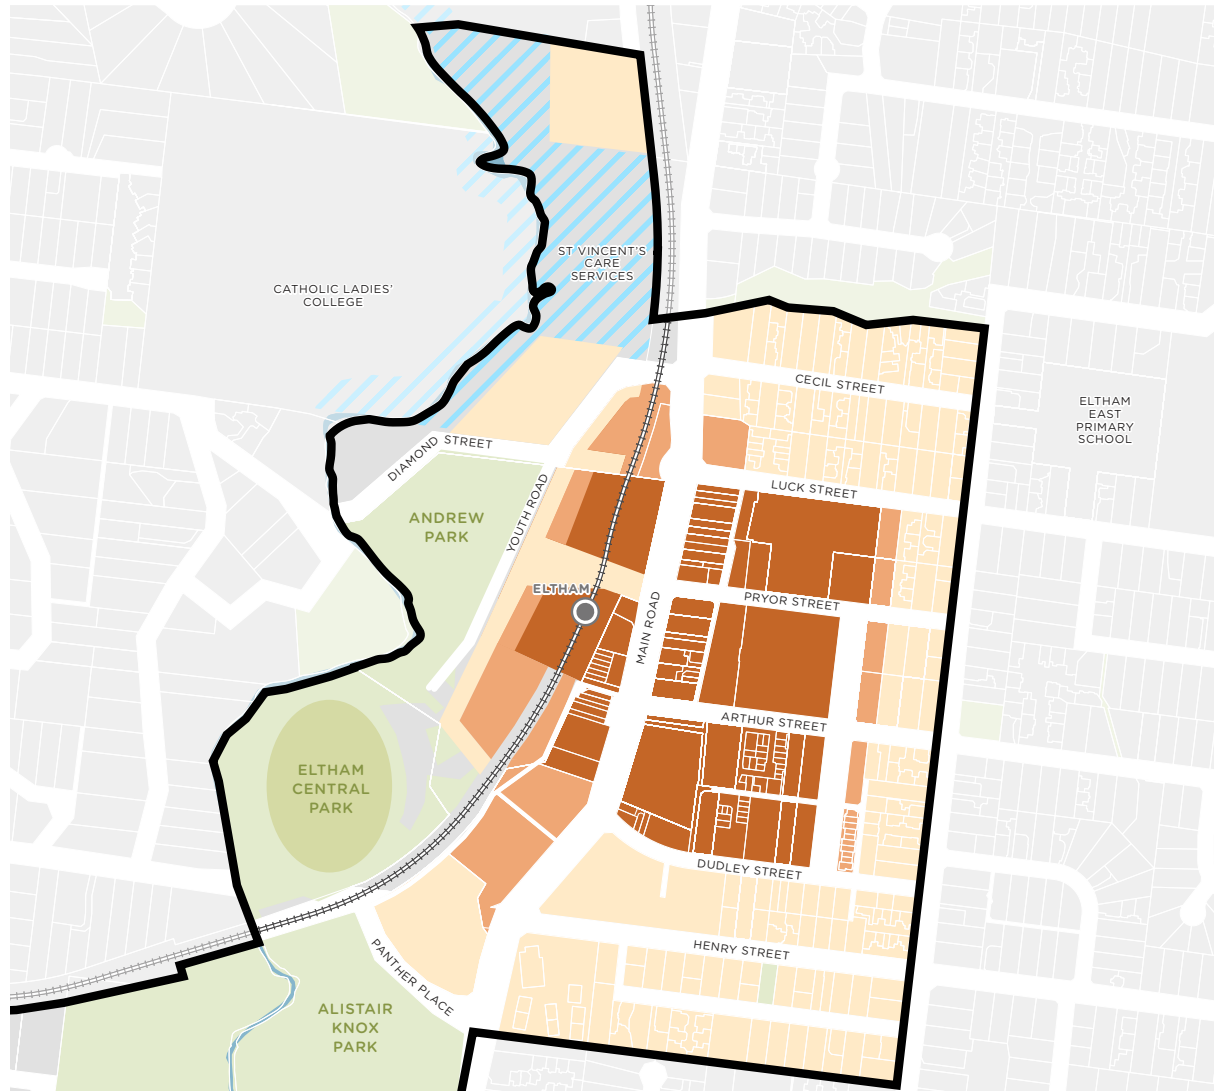 ST VINCENT'S
CARE
SERVICES
CATHOLIC LADIES'
COLLEGE
CECIL STREET
ELTHAM
EAST
PRIMARY
SCHOOL
DIAMOND STREET
LUCK STREET
YOUTH ROAD
ANDREW
PARK
ELTHAM
PRYOR STREET
MAIN ROAD
ARTHUR STREET
ELTHAM
CENTRAL
PARK
DUDLEY STREET
HENRY STREET
PANTHER PLACE
ALISTAIR
KNOX
PARK